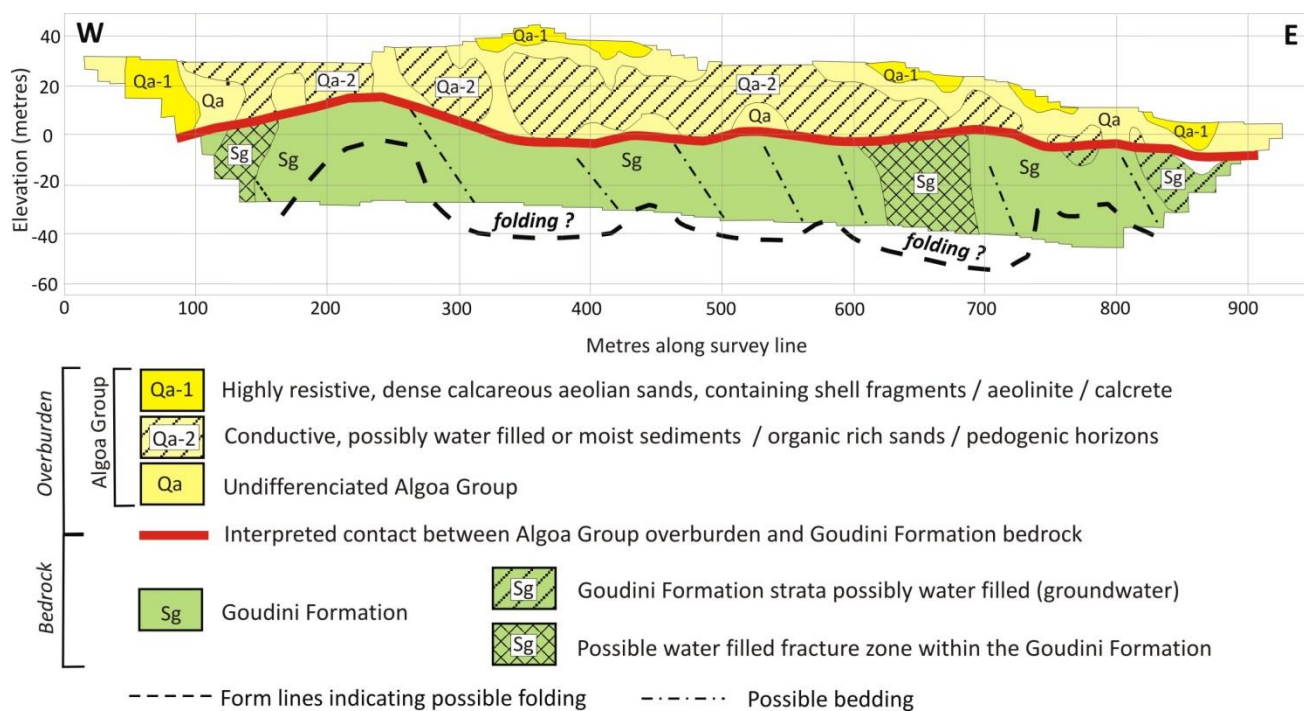 W
E
Elevation (metres)
40
20
0
-20
-40
-60
Qa-1
Qa-1
Qa-2
Qa
Qa-2
Qa-2
Qa-1
Qa
Qa
Qa-1
Sg
Sg
Sg
Sg
Sg
Sg
folding ?
folding ?
0 100 200 300 400 500 600 700 800 900
Metres along survey line
Overburden
Algoa Group
Qa-1 Highly resistive, dense calcareous aeolian sands, containing shell fragments / aeolinite / calcrete
Qa-2 Conductive, possibly water filled or moist sediments / organic rich sands / pedogenic horizons
Qa Undifferenciated Algoa Group
Interpreted contact between Algoa Group overburden and Goudini Formation bedrock
Bedrock
Sg Goudini Formation
Sg Goudini Formation strata possibly water filled (groundwater)
Sg Possible water filled fracture zone within the Goudini Formation
Form lines indicating possible folding
Possible bedding